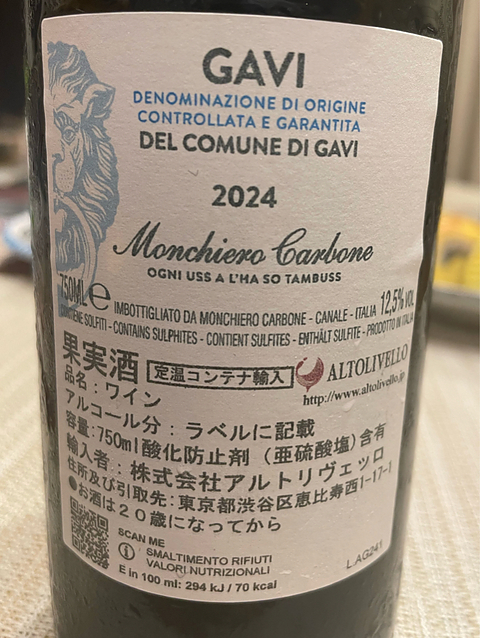 GAVI
DENOMINAZIONE DI ORIGINE
CONTROLLATA E GARANTITA
DEL COMUNE DI GAVI
2024
Monchiero Carbone
OGNI USS A L'HA SO TAMBUSS
750ML e IMBOTTIGLIATO DA MONCHIERO CARBONE - CANALE - ITALIA 12,5% VOL
CONTIENE SOLFITI - CONTAINS SULPHITES - CONTIENT SULFITES - ENTHÄLT SULFITE - PRODOTTO IN ITALIA
果実酒 定温コンテナ輸入 ALTOLIVELLO
http://www.altolivello.jp
品名:ワイン
アルコール分:ラベルに記載
容量:750ml 酸化防止剤(亜硫酸塩)含有
輸入者:株式会社アルトリヴェッロ
住所及び引取先:東京都渋谷区恵比寿西1-17-1
●お酒は20歳になってから
SCAN ME
SMALTIMENTO RIFIUTI
VALORI NUTRIZIONALI
E in 100 ml: 294 kJ / 70 kcal
L.AG241